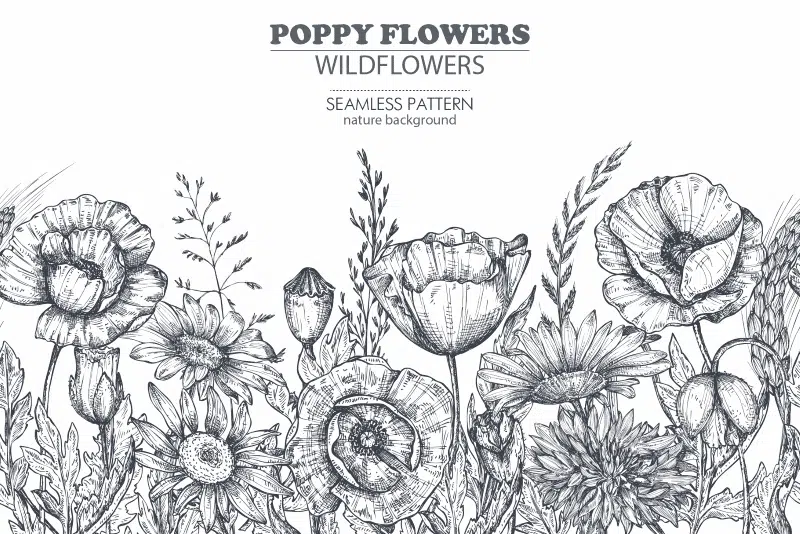 POPPY FLOWERS
WILDFLOWERS
SEAMLESS PATTERN
nature background